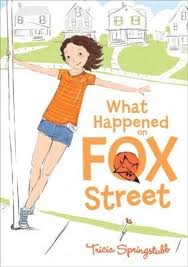 What
Happened
on
FOX
Street
Tricia Springstubb